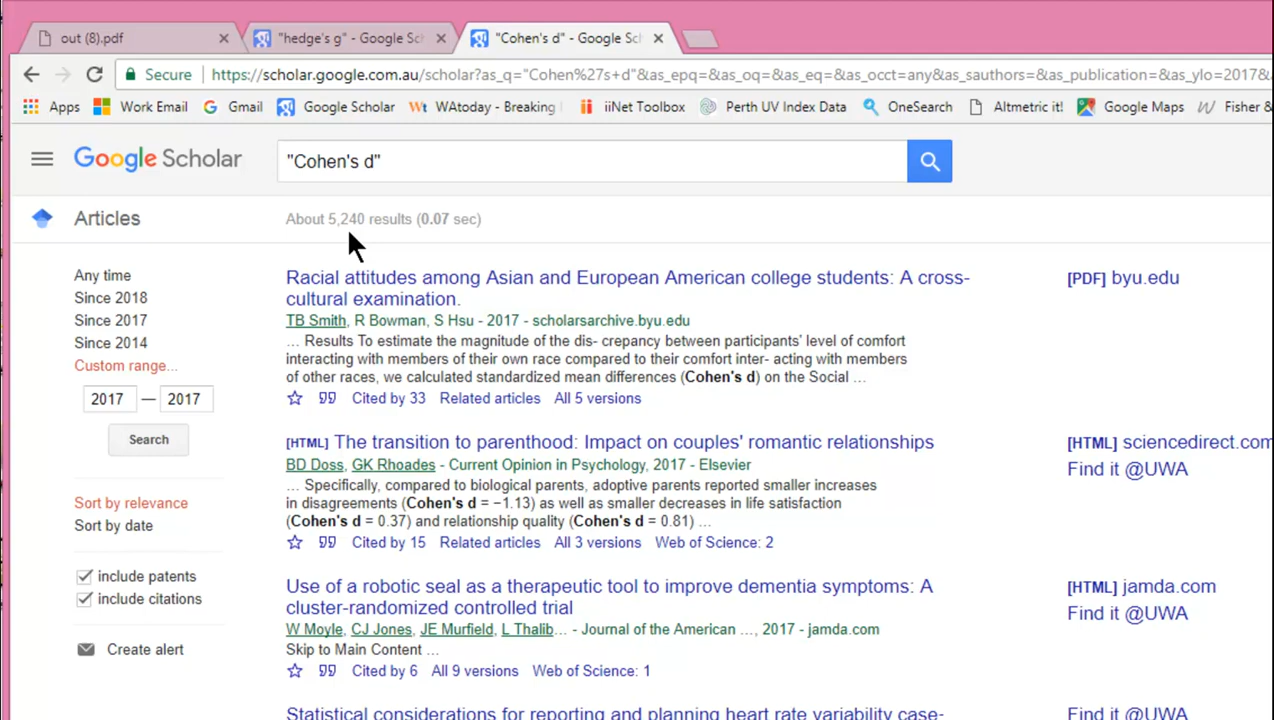 out (8).pdf
"hedge's g" - Google Sc
"Cohen's d" - Google Sc
Secure
https://scholar.google.com.au/scholar?as_q="Cohen%27s+d"&as_epq=&as_oq=&as_eq=&as_occt=any&as_sauthors=&as_publication=&as_ylo=2017&
Apps Work Email Gmail Google Scholar WAtoday - Breaking iiNet Toolbox Perth UV Index Data OneSearch Altmetric it! Google Maps Fisher &
Google Scholar
"Cohen's d"
Articles
About 5,240 results (0.07 sec)
Any time
Since 2018
Since 2017
Since 2014
Custom range...
2017 — 2017
Search
Sort by relevance
Sort by date
include patents
include citations
Create alert
Racial attitudes among Asian and European American college students: A cross-
cultural examination.
TB Smith, R Bowman, S Hsu - 2017 - scholarsarchive.byu.edu
... Results To estimate the magnitude of the dis- crepancy between participants' level of comfort
interacting with members of their own race compared to their comfort inter- acting with members
of other races, we calculated standardized mean differences (Cohen's d) on the Social ...
Cited by 33 Related articles All 5 versions
[PDF] byu.edu
[HTML] The transition to parenthood: Impact on couples' romantic relationships
BD Doss, GK Rhoades - Current Opinion in Psychology, 2017 - Elsevier
... Specifically, compared to biological parents, adoptive parents reported smaller increases
in disagreements (Cohen's d = −1.13) as well as smaller decreases in life satisfaction
(Cohen's d = 0.37) and relationship quality (Cohen's d = 0.81) ...
Cited by 15 Related articles All 3 versions Web of Science: 2
[HTML] sciencedirect.com
Find it @UWA
Use of a robotic seal as a therapeutic tool to improve dementia symptoms: A
cluster-randomized controlled trial
W Moyle, CJ Jones, JE Murfield, L Thalib... - Journal of the American ..., 2017 - jamda.com
Skip to Main Content ...
Cited by 6 All 9 versions Web of Science: 1
[HTML] jamda.com
Find it @UWA
Statistical considerations for reporting and planning heart rate variability case-
Find it @UWA